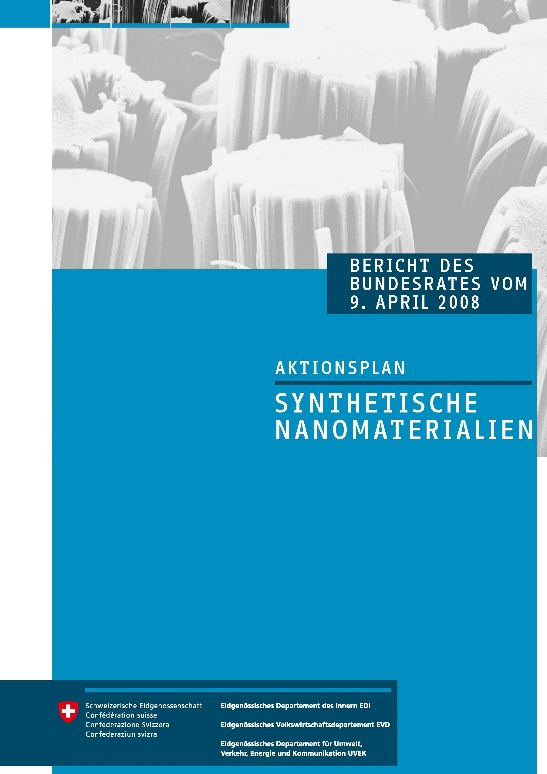 BERICHT DES
BUNDESRATES VOM
9. APRIL 2008
AKTIONSPLAN
SYNTHETISCHE
NANOMATERIALIEN
Schweizerische Eidgenossenschaft
Confédération suisse
Confederazione Svizzera
Confederaziun svizra
Eidgenössisches Departement des Innern EDI
Eidgenössisches Volkswirtschaftsdepartement EVD
Eidgenössisches Departement für Umwelt,
Verkehr, Energie und Kommunikation UVEK